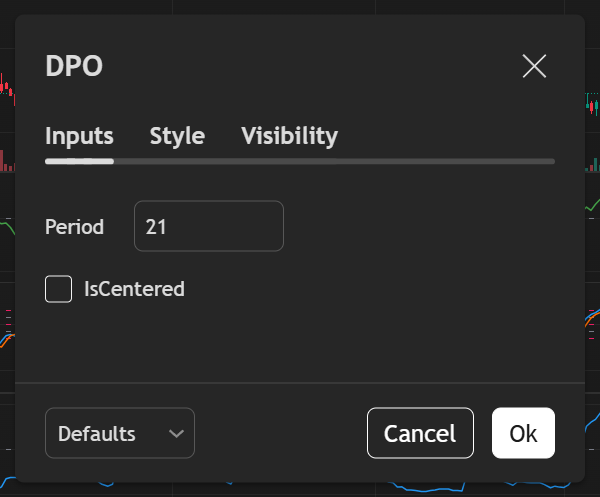 DPO
Inputs Style Visibility
Period 21
IsCentered
Defaults Cancel Ok